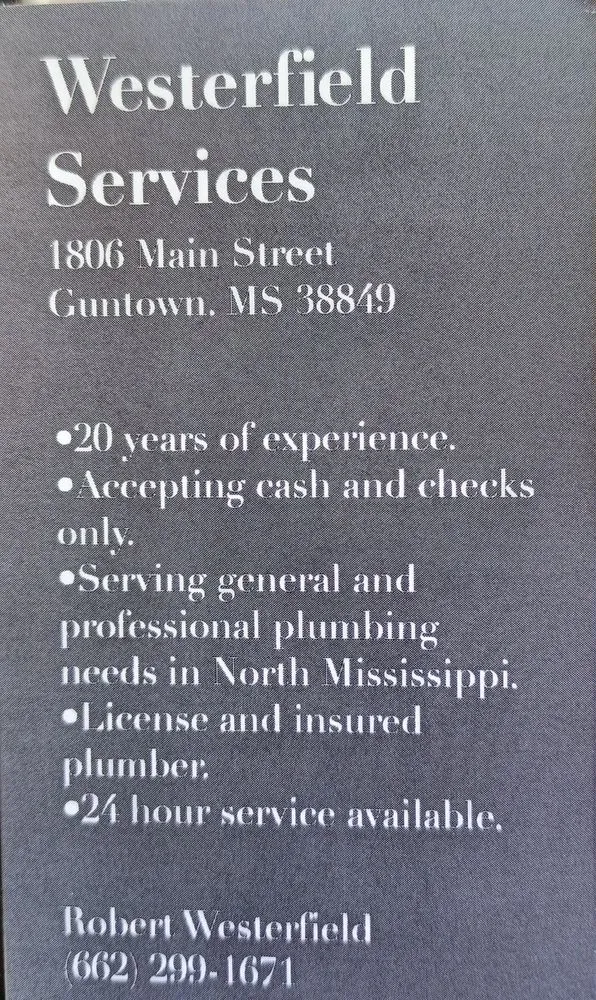 Westerfield
Services
1806 Main Street
Guntown, MS 38849
•20 years of experience.
•Accepting cash and checks
only.
•Serving general and
professional plumbing
needs in North Mississippi.
•License and insured
plumber.
•24 hour service available.
Robert Westerfield
(662) 299-1671